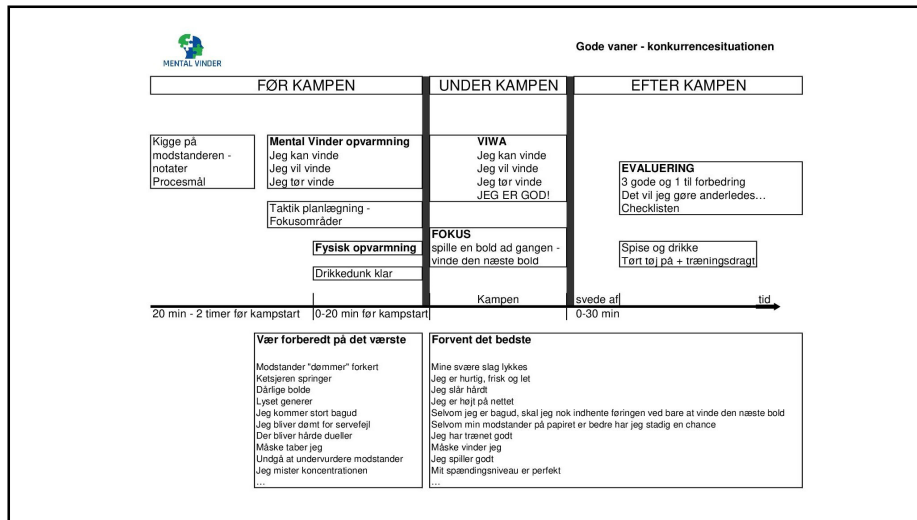 MENTAL VINDER
Gode vaner - konkurrencesituationen
FØR KAMPEN
UNDER KAMPEN
EFTER KAMPEN
Kigge på
modstanderen -
notater
Procesmål
Mental Vinder opvarmning
Jeg kan vinde
Jeg vil vinde
Jeg tør vinde
Taktik planlægning -
Fokusområder
Fysisk opvarmning
Drikkedunk klar
VIWA
Jeg kan vinde
Jeg vil vinde
Jeg tør vinde
JEG ER GOD!
FOKUS
spille en bold ad gangen -
vinde den næste bold
EVALUERING
3 gode og 1 til forbedring
Det vil jeg gøre anderledes…
Checklisten
Spise og drikke
Tørt tøj på + træningsdragt
Kampen
svede af
tid
20 min - 2 timer før kampstart
0-20 min før kampstart
0-30 min
Vær forberedt på det værste
Modstander "dømmer" forkert
Ketsjeren springer
Dårlige bolde
Lyset generer
Jeg kommer stort bagud
Jeg bliver dømt for servefejl
Der bliver hårde dueller
Måske taber jeg
Undgå at undervurdere modstander
Jeg mister koncentrationen
…
Forvent det bedste
Mine svære slag lykkes
Jeg er hurtig, frisk og let
Jeg slår hårdt
Jeg er højt på nettet
Selvom jeg er bagud, skal jeg nok indhente føringen ved bare at vinde den næste bold
Selvom min modstander på papiret er bedre har jeg stadig en chance
Jeg har trænet godt
Måske vinder jeg
Jeg spiller godt
Mit spændingsniveau er perfekt
…